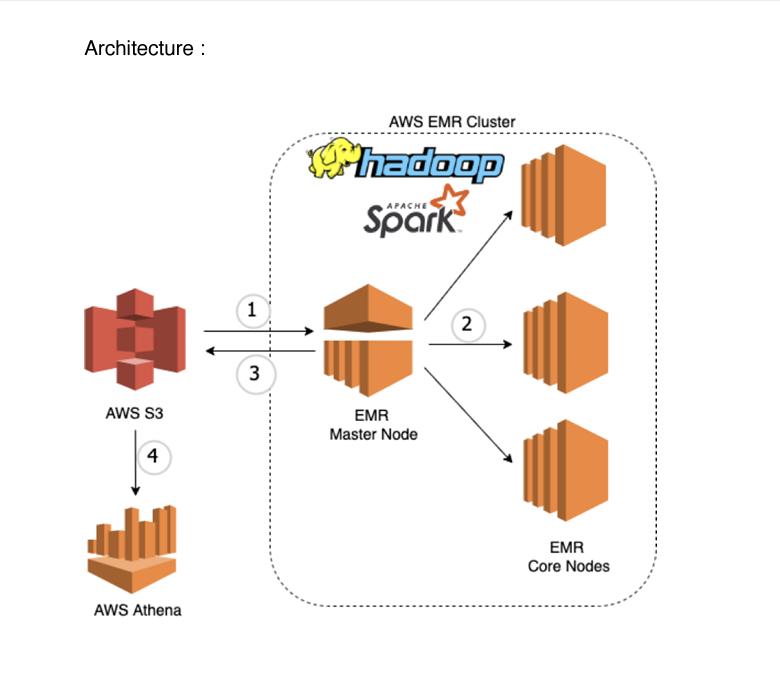 Architecture :
AWS EMR Cluster
hadoop
APACHE
Spark
1
2
3
AWS S3
EMR
Master Node
4
EMR
Core Nodes
AWS Athena